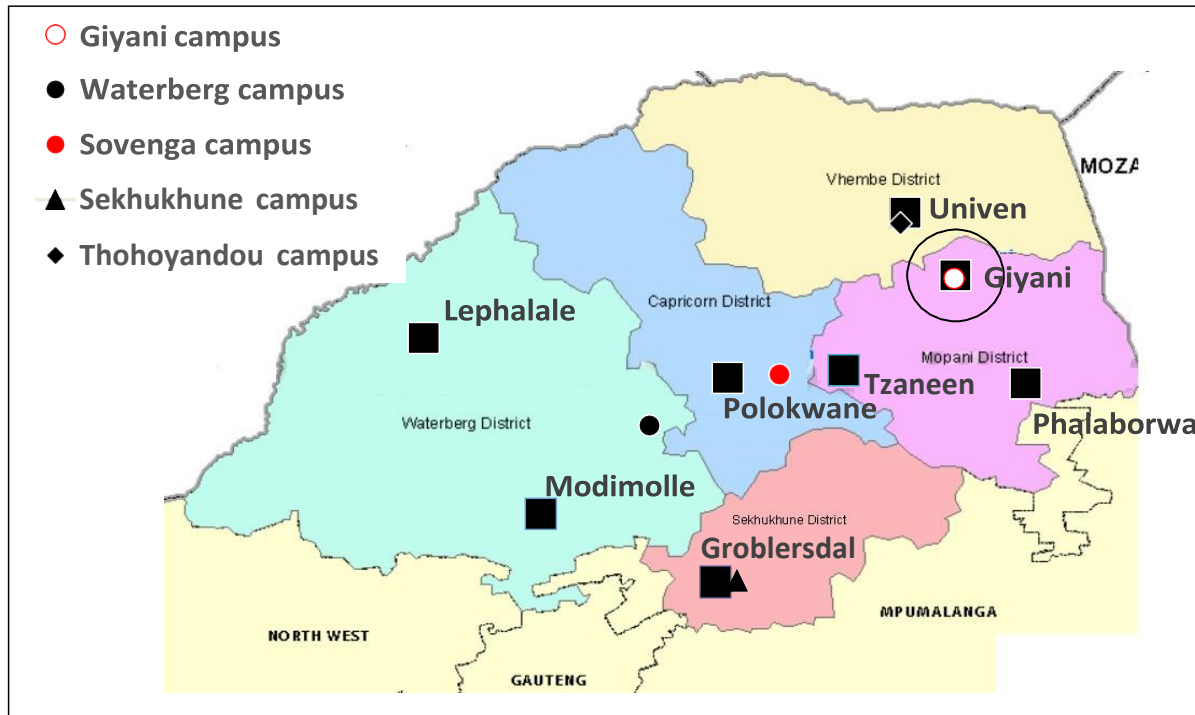 Giyani campus
Waterberg campus
Sovenga campus
Sekhukhune campus
Thohoyandou campus
MOZA
Vhembe District
Univen
Giyani
Lephalale
Capricorn District
Mopani District
Tzaneen
Polokwane
Phalaborwa
Waterberg District
Modimolle
Sekhukhune District
Groblersdal
MPUMALANGA
NORTH WEST
GAUTENG